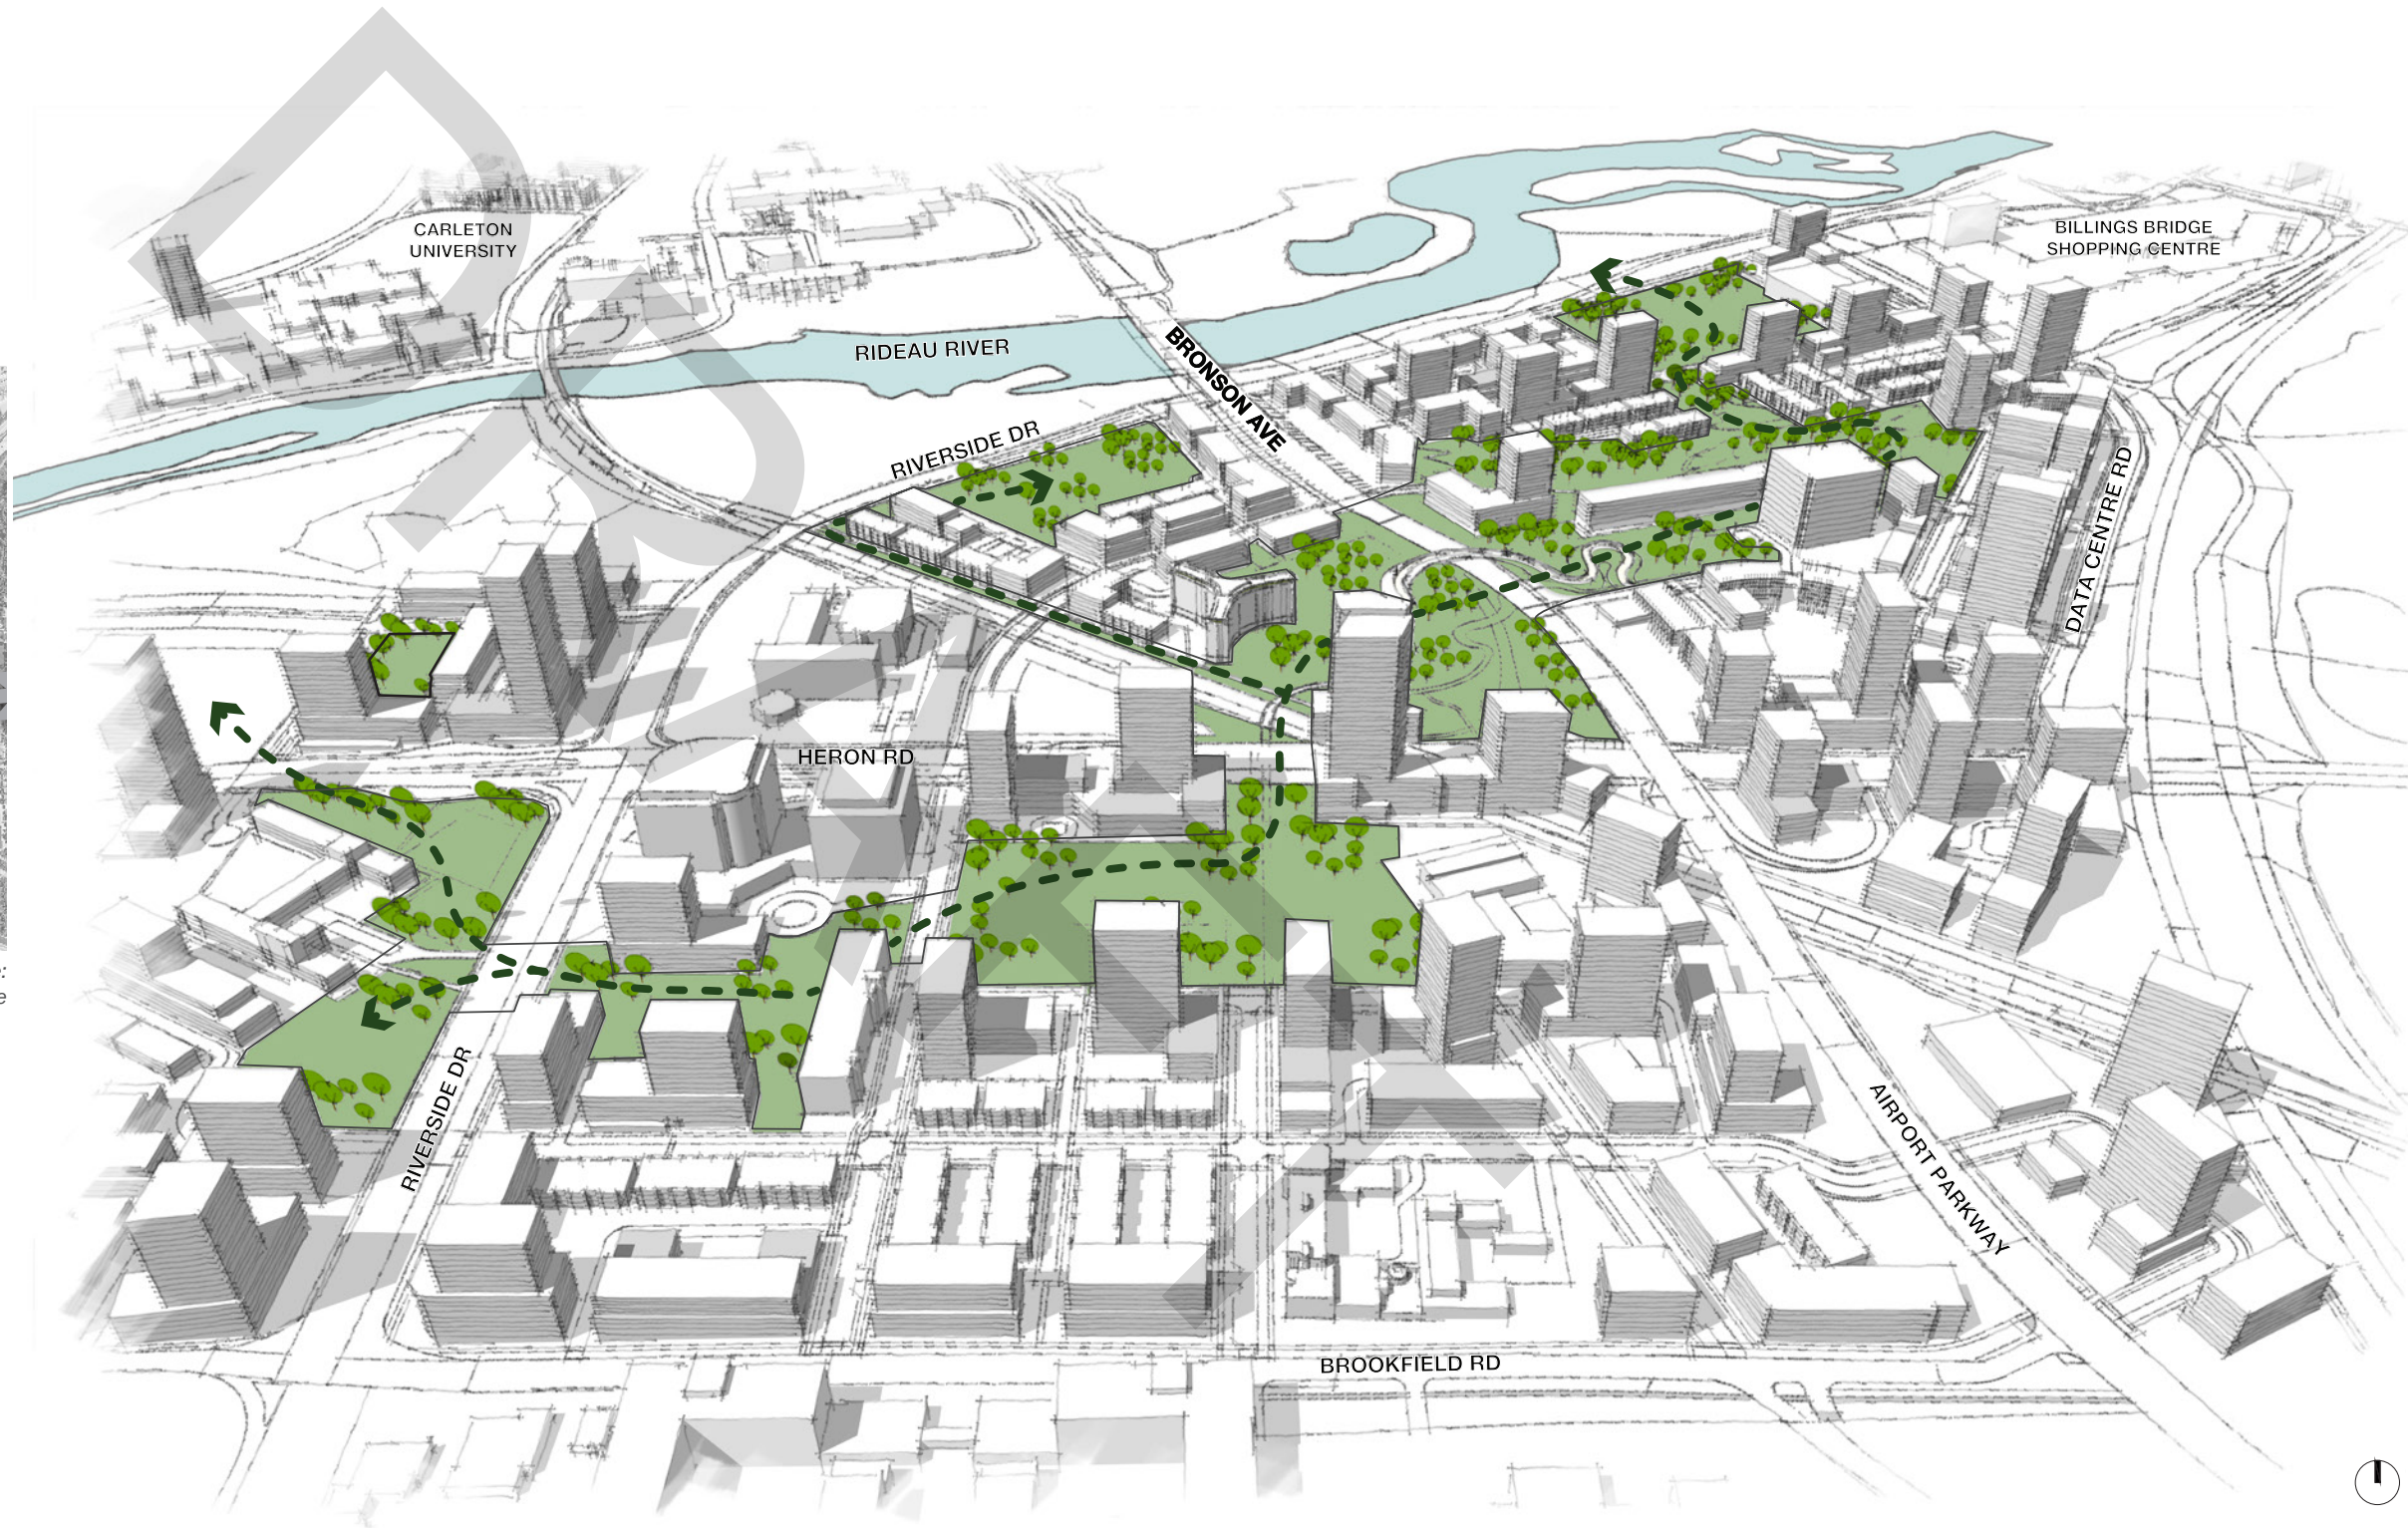 CARLETON
UNIVERSITY
BILLINGS BRIDGE
SHOPPING CENTRE
RIDEAU RIVER
BRONSON AVE
RIVERSIDE DR
DATA CENTRE RD
HERON RD
RIVERSIDE DR
AIRPORT PARKWAY
BROOKFIELD RD
DRAFT